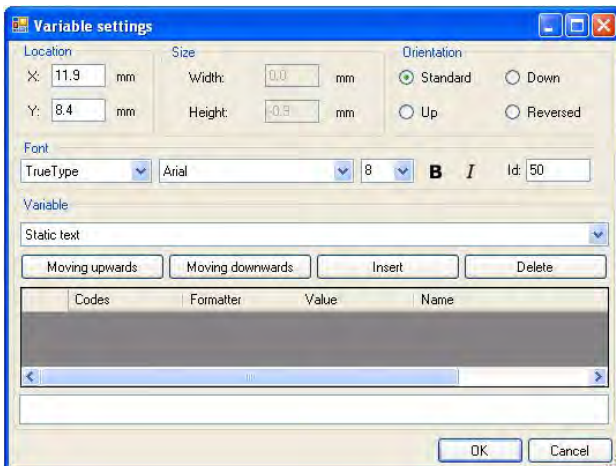 Variable settings
Location Size Orientation
X: 11.9 mm Width: 0.0 mm Standard Down
Y: 8.4 mm Height: -0.9 mm Up Reversed
Font
TrueType Arial 8 B I Id: 50
Variable
Static text
Moving upwards Moving downwards Insert Delete
Codes Formatter Value Name
OK Cancel